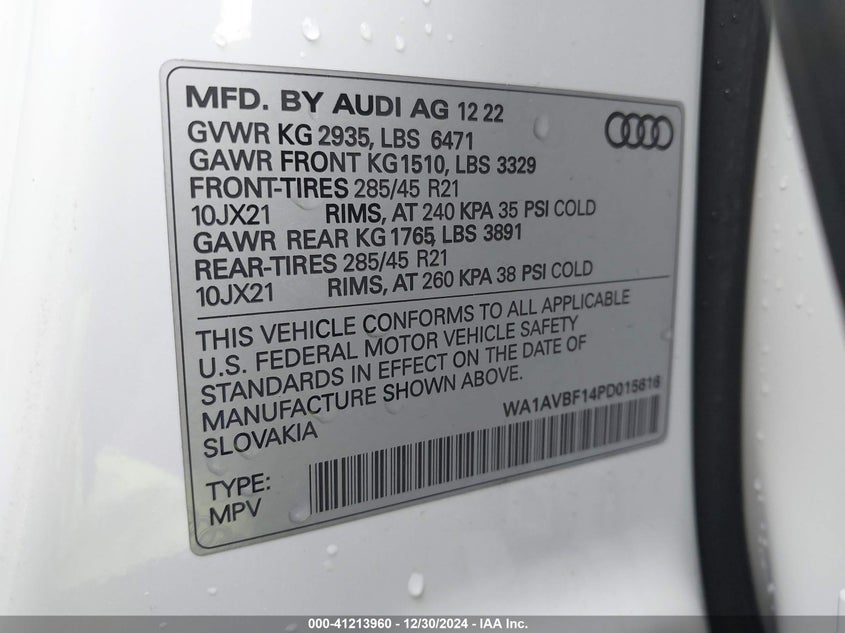 MFD. BY AUDI AG 12 22
GVWR KG 2935, LBS 6471
GAWR FRONT KG1510, LBS 3329
FRONT-TIRES 285/45 R21
10JX21 RIMS, AT 240 KPA 35 PSI COLD
GAWR REAR KG 1765, LBS 3891
REAR-TIRES 285/45 R21
10JX21 RIMS, AT 260 KPA 38 PSI COLD
THIS VEHICLE CONFORMS TO ALL APPLICABLE
U.S. FEDERAL MOTOR VEHICLE SAFETY
STANDARDS IN EFFECT ON THE DATE OF
MANUFACTURE SHOWN ABOVE.
SLOVAKIA
WA1AVBF14PD015616
TYPE:
MPV
000-41213960 - 12/30/2024 - IAA Inc.